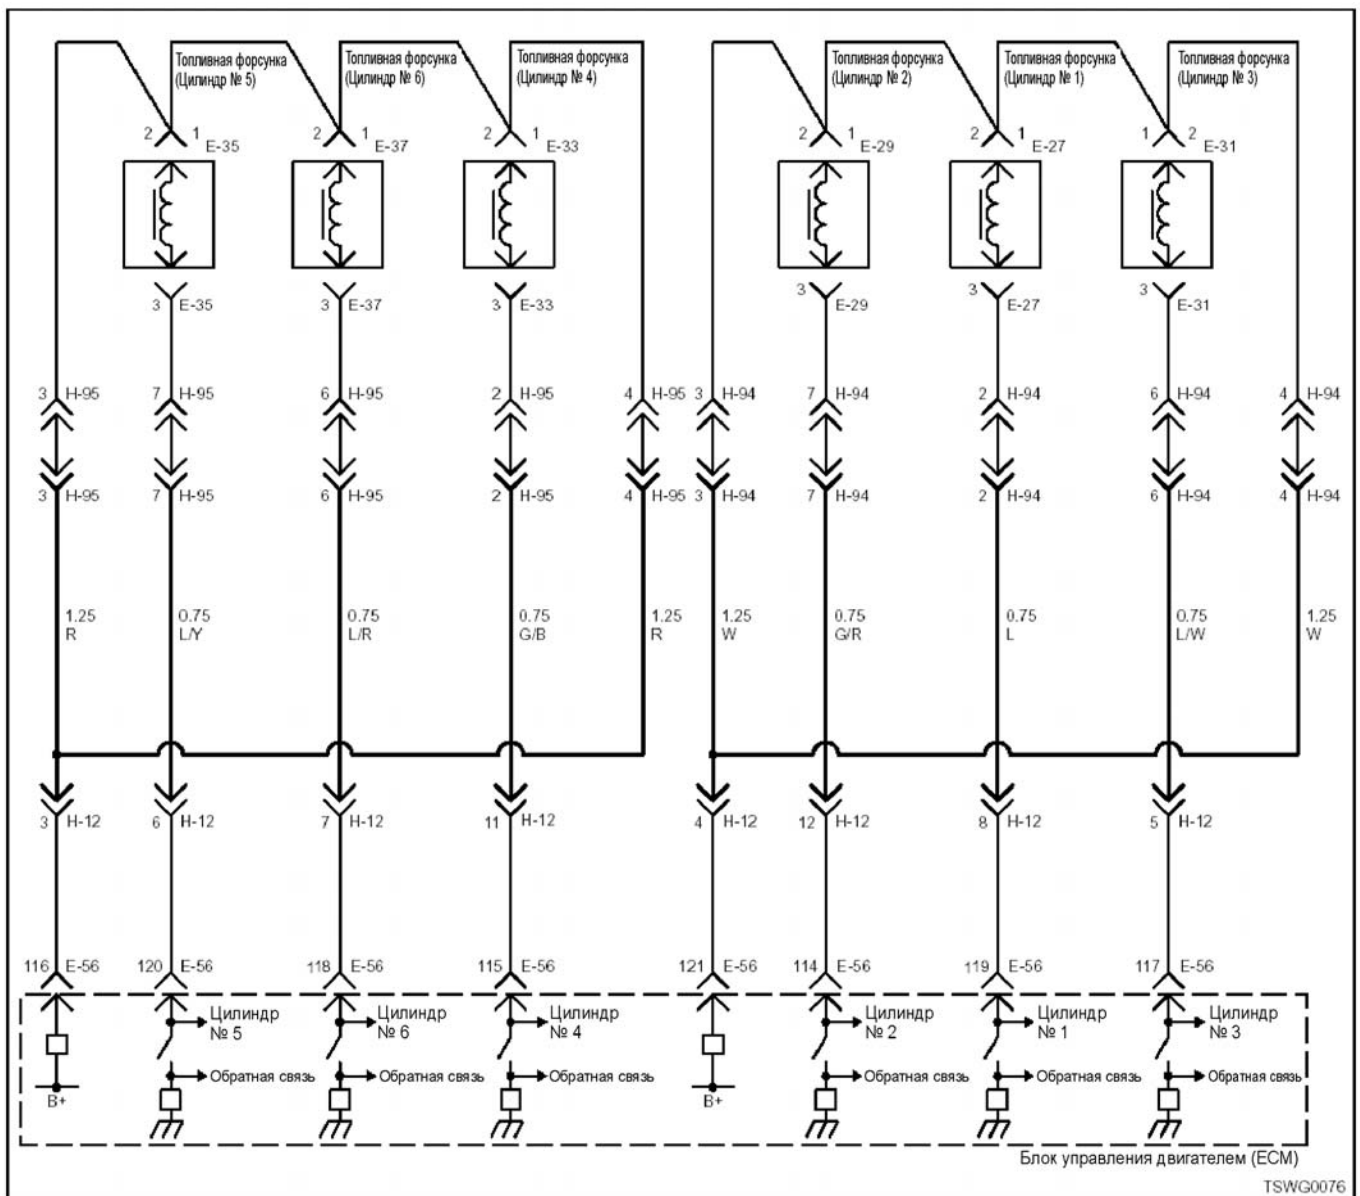 Топливная форсунка
(Цилиндр № 5)
Топливная форсунка
(Цилиндр № 6)
Топливная форсунка
(Цилиндр № 4)
Топливная форсунка
(Цилиндр № 2)
Топливная форсунка
(Цилиндр № 1)
Топливная форсунка
(Цилиндр № 3)
2 1 E-35
2 1 E-37
2 1 E-33
2 1 E-29
2 1 E-27
1 2 E-31
3 E-35
3 E-37
3 E-33
3 E-29
3 E-27
3 E-31
3 H-95
7 H-95
6 H-95
2 H-95
4 H-95
3 H-94
7 H-94
2 H-94
6 H-94
4 H-94
3 H-95
7 H-95
6 H-95
2 H-95
4 H-95
3 H-94
7 H-94
2 H-94
6 H-94
4 H-94
1.25
R
0.75
L/Y
0.75
L/R
0.75
G/B
1.25
R
1.25
W
0.75
G/R
0.75
L
0.75
L/W
1.25
W
3 H-12
6 H-12
7 H-12
11 H-12
4 H-12
12 H-12
8 H-12
5 H-12
116 E-56
120 E-56
118 E-56
115 E-56
121 E-56
114 E-56
119 E-56
117 E-56
Цилиндр
№ 5
Цилиндр
№ 6
Цилиндр
№ 4
Цилиндр
№ 2
Цилиндр
№ 1
Цилиндр
№ 3
Обратная связь
Обратная связь
Обратная связь
Обратная связь
Обратная связь
Обратная связь
B+
B+
Блок управления двигателем (ECM)
TSWG0076